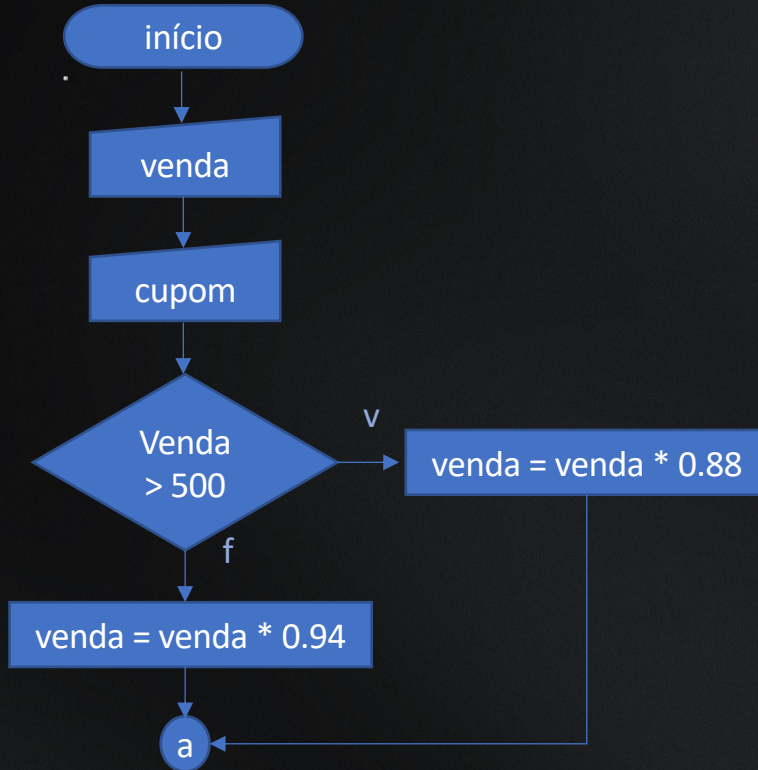 início
venda
cupom
Venda
> 500
v
venda = venda * 0.88
f
venda = venda * 0.94
a